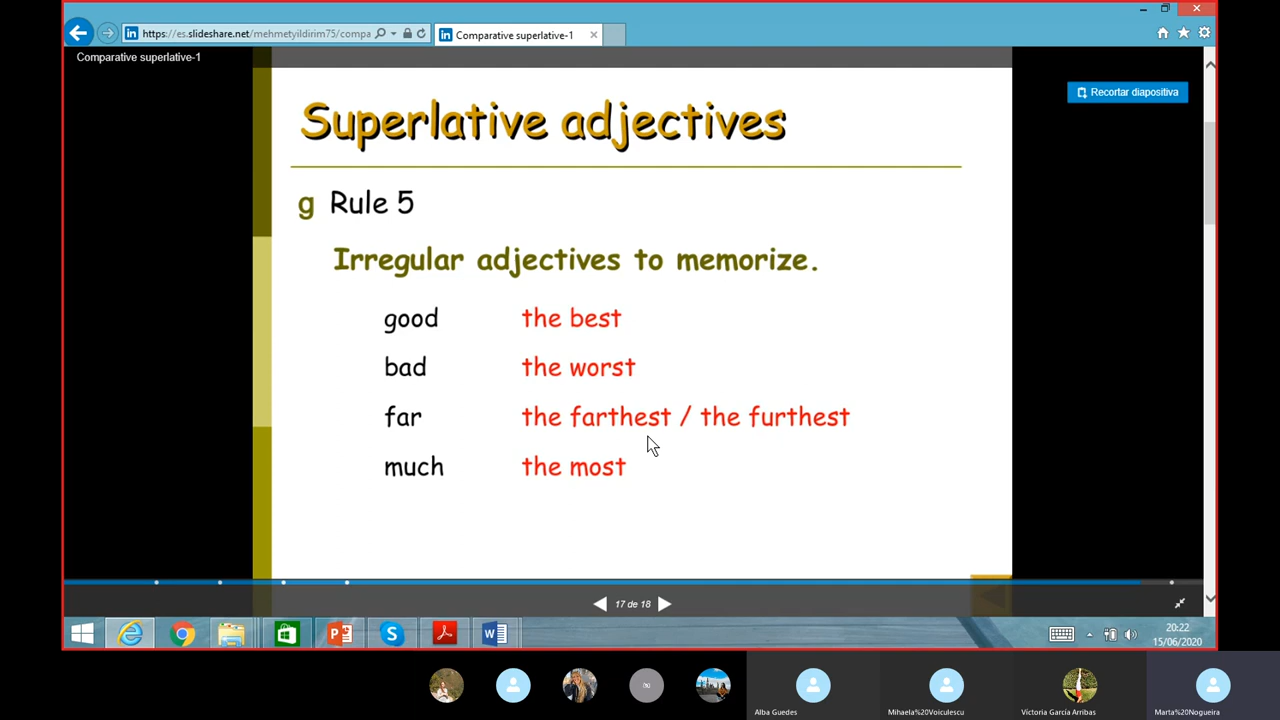 https://es.slideshare.net/mehmetyildirim75/compa
Comparative superlative-1
Comparative superlative-1
Recortar diapositiva
Superlative adjectives
g Rule 5
Irregular adjectives to memorize.
good the best
bad the worst
far the farthest / the furthest
much the most
17 de 18
20:22
15/06/2020
Alba Guedes
Mihaela%20Voiculescu
Víctoria García Arribas
Marta%20Nogueira